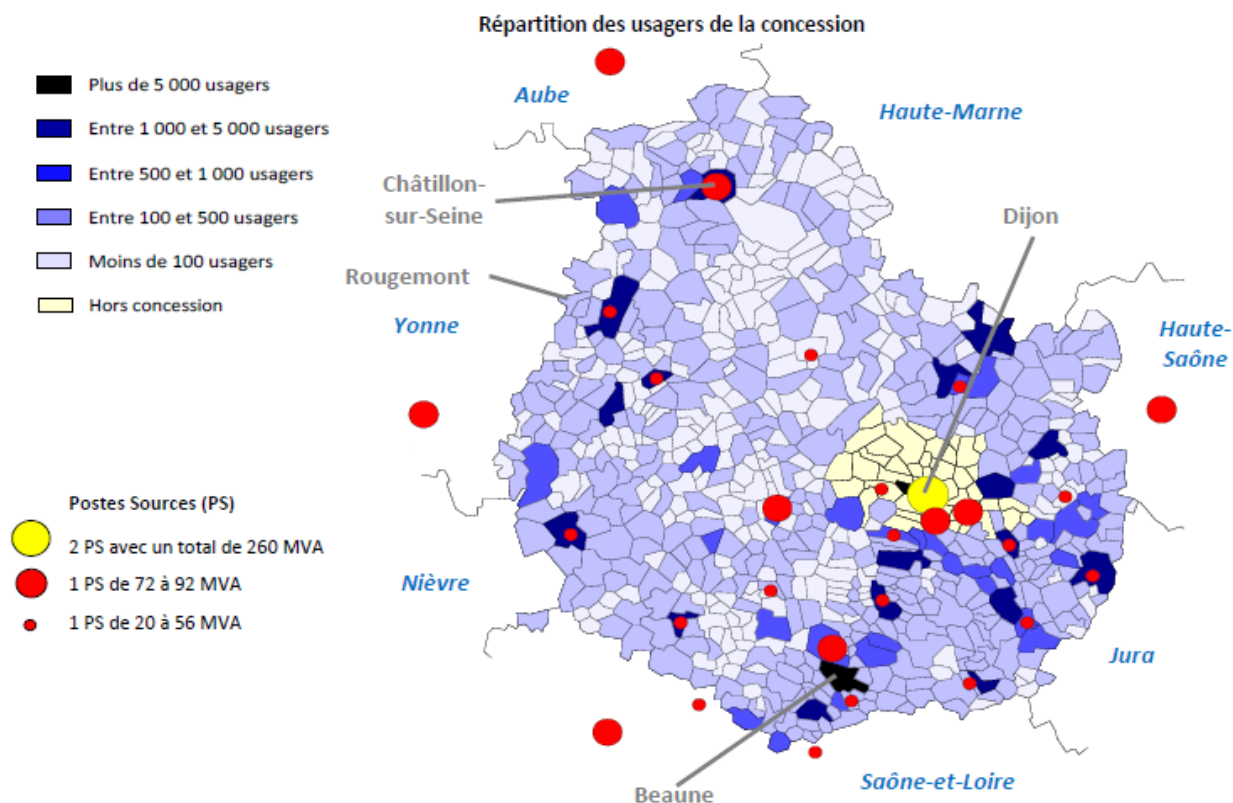 Répartition des usagers de la concession
Plus de 5 000 usagers
Entre 1 000 et 5 000 usagers
Entre 500 et 1 000 usagers
Entre 100 et 500 usagers
Moins de 100 usagers
Hors concession
Aube
Haute-Marne
Châtillon-
sur-Seine
Dijon
Rougemont
Yonne
Haute-
Saône
Postes Sources (PS)
2 PS avec un total de 260 MVA
1 PS de 72 à 92 MVA
1 PS de 20 à 56 MVA
Nièvre
Jura
Saône-et-Loire
Beaune